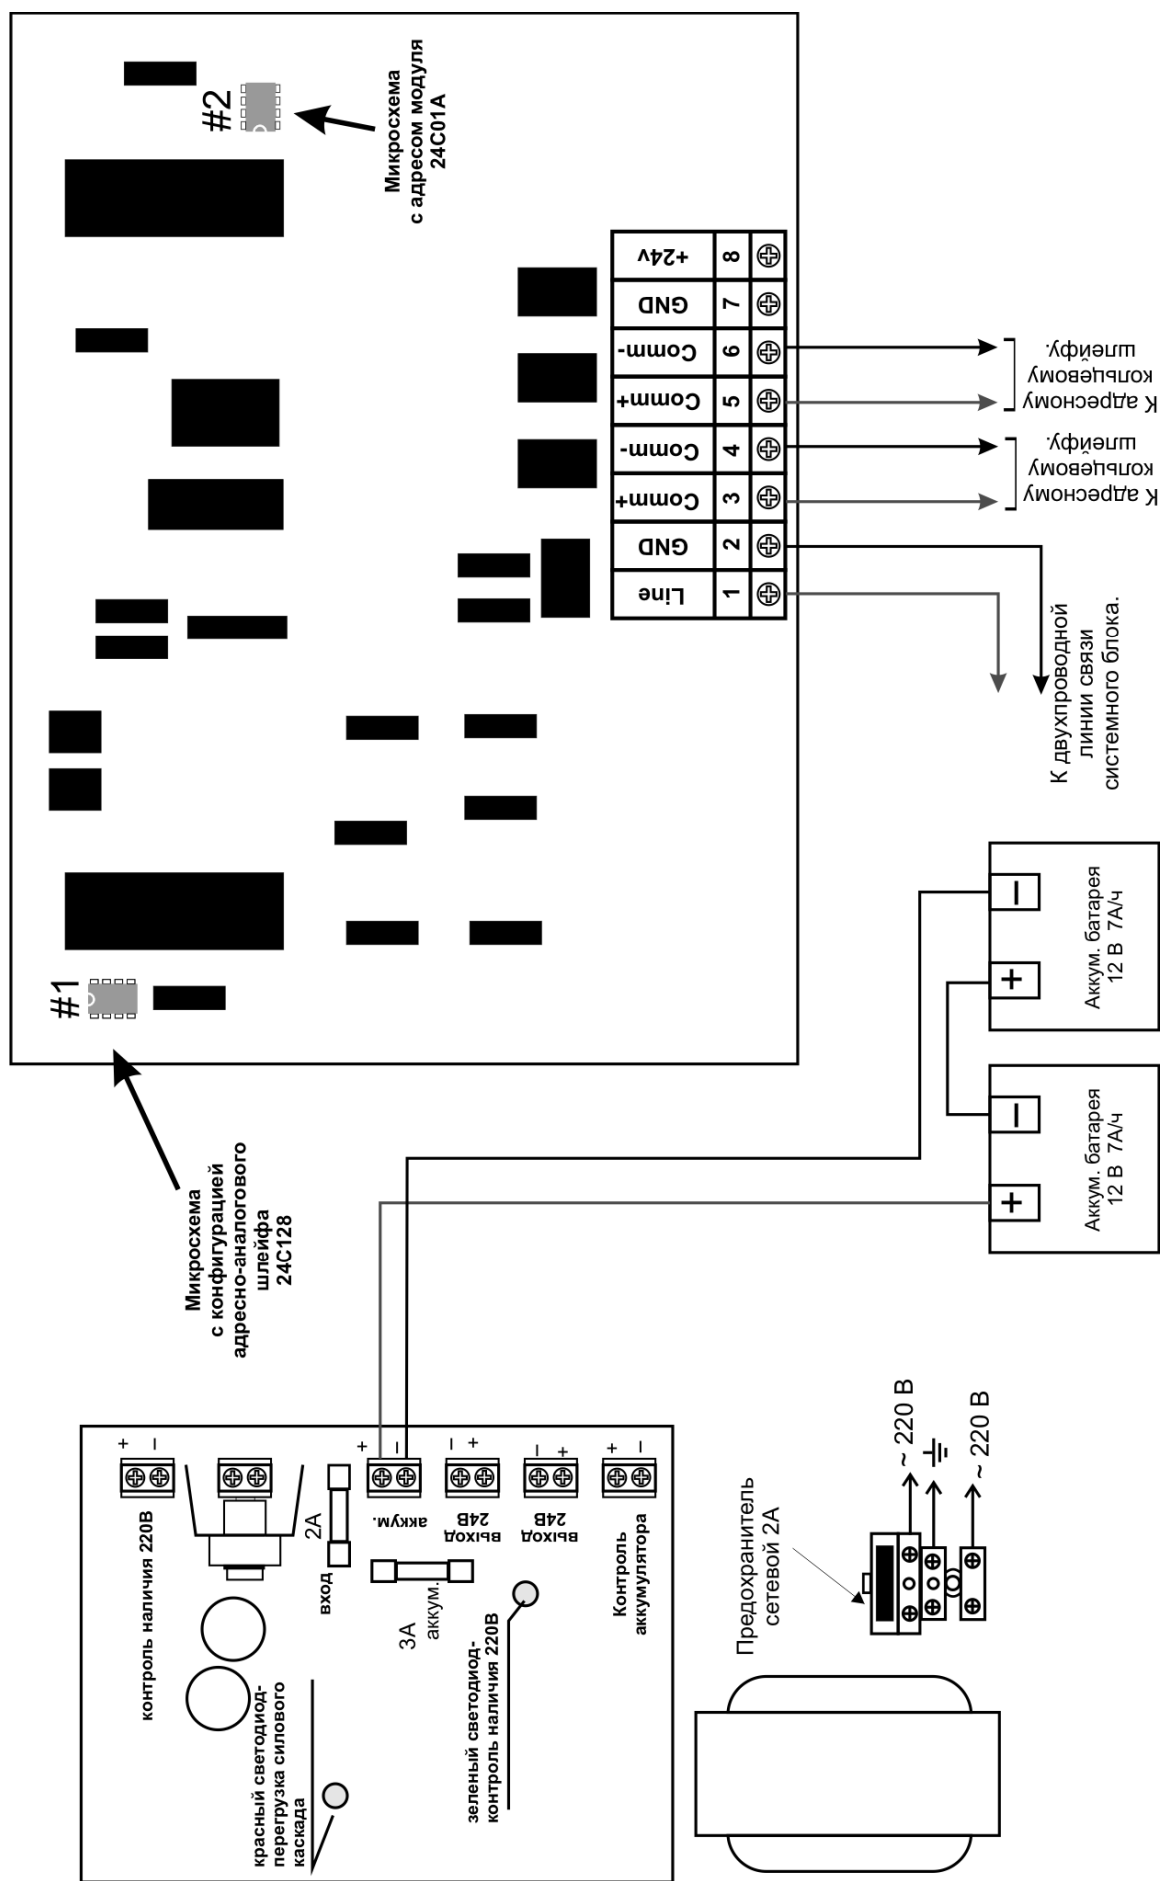 #2
Микросхема
с адресом модуля
24C01A
+24v
8
GND
7
Comm-
6
Comm+
5
Comm-
4
Comm+
3
GND
2
Line
1
К адресному
кольцевому
шлейфу.
К адресному
кольцевому
шлейфу.
К двухпроводной
линии связи
системного блока.
#1
Микросхема
с конфигурацией
адресно-аналогового
шлейфа
24C128
–
+
Аккум. батарея
12 В 7А/ч
–
+
Аккум. батарея
12 В 7А/ч
+
–
контроль наличия 220В
2А
вход
+
–
аккум.
3А
аккум.
–
+
выход
24В
–
+
выход
24В
+
–
Контроль
аккумулятора
красный светодиод-
перегрузка силового
каскада
зеленый светодиод-
контроль наличия 220В
Предохранитель
сетевой 2А
~ 220 В
~ 220 В